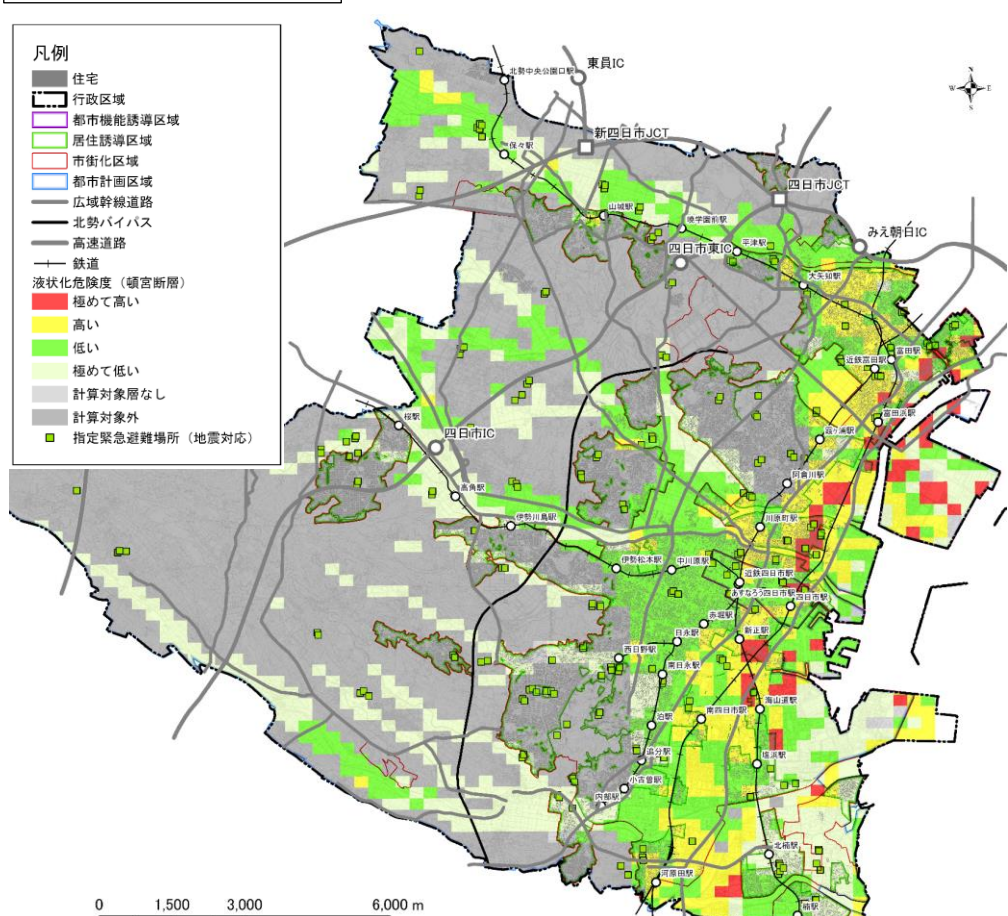 凡例
住宅
行政区域
都市機能誘導区域
居住誘導区域
市街化区域
都市計画区域
広域幹線道路
北勢バイパス
高速道路
鉄道
液状化危険度（頓宮断層）
極めて高い
高い
低い
極めて低い
計算対象層なし
計算対象外
指定緊急避難場所（地震対応）
N
W E
S
東員IC
北勢中央公園口駅
新四日市JCT
保々駅
四日市JCT
山城駅
暁学園前駅
みえ朝日IC
平津駅
四日市東IC
大矢知駅
富田駅
近鉄富田駅
富田浜駅
桜駅
四日市IC
霞ヶ浦駅
阿倉川駅
高角駅
伊勢川島駅
川原町駅
伊勢松本駅
中川原駅
近鉄四日市駅
あすなろう四日市駅
四日市駅
赤堀駅
新正駅
日永駅
西日野駅
南日永駅
海山道駅
南四日市駅
泊駅
追分駅
塩浜駅
小古曽駅
内部駅
北楠駅
河原田駅
楠駅
0 1,500 3,000 6,000 m